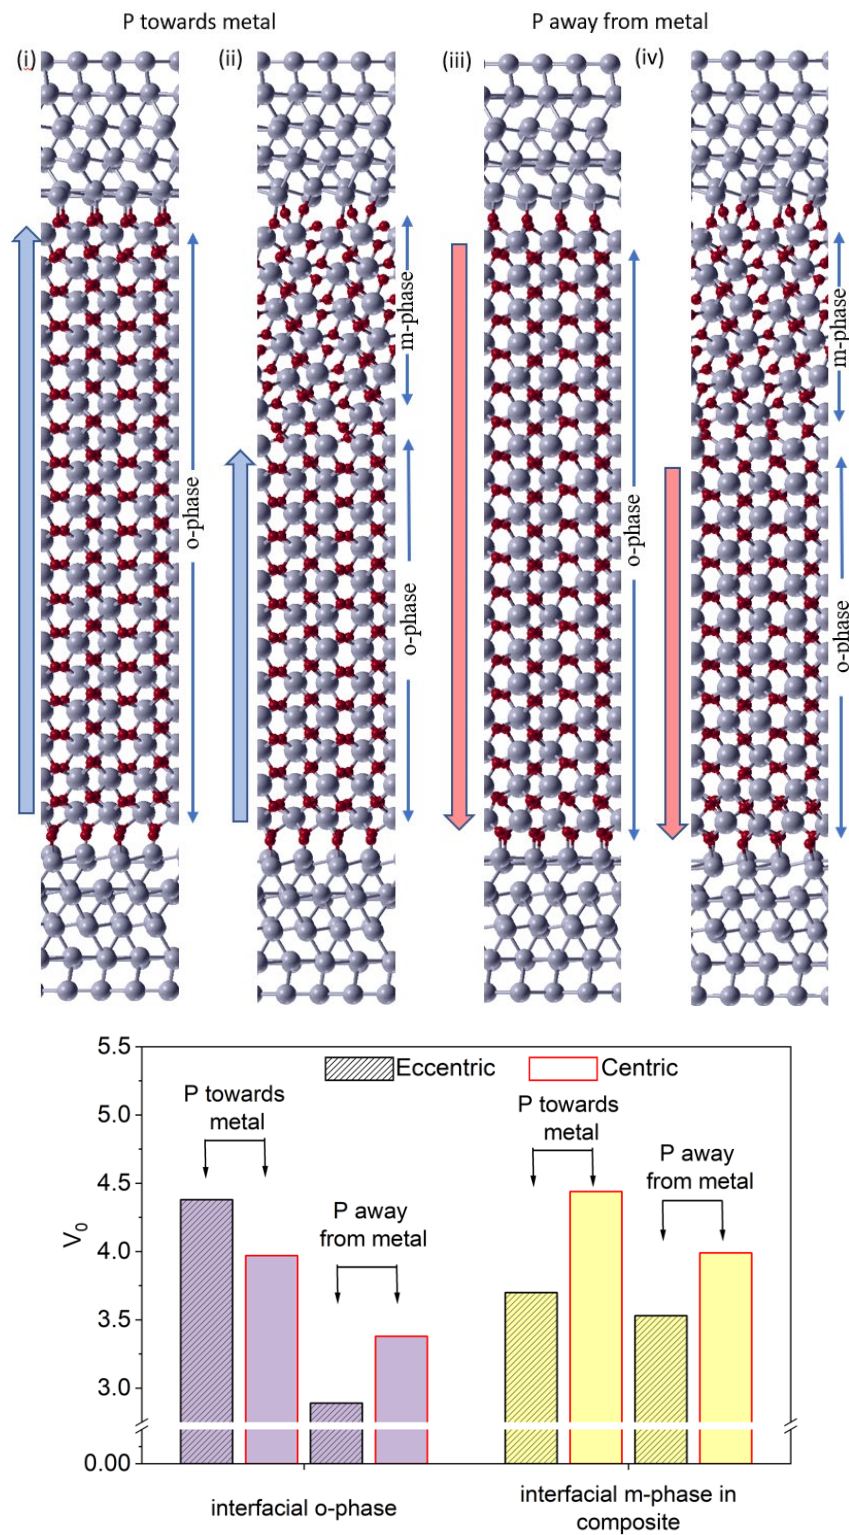 P towards metal
P away from metal
(i)
(ii)
(iii)
(iv)
o-phase
m-phase
o-phase
o-phase
m-phase
o-phase
5.5
5.0
4.5
4.0
3.5
3.0
0.00
V0
Eccentric
Centric
P towards
metal
P away
from metal
P towards
metal
P away
from metal
interfacial o-phase
interfacial m-phase in
composite